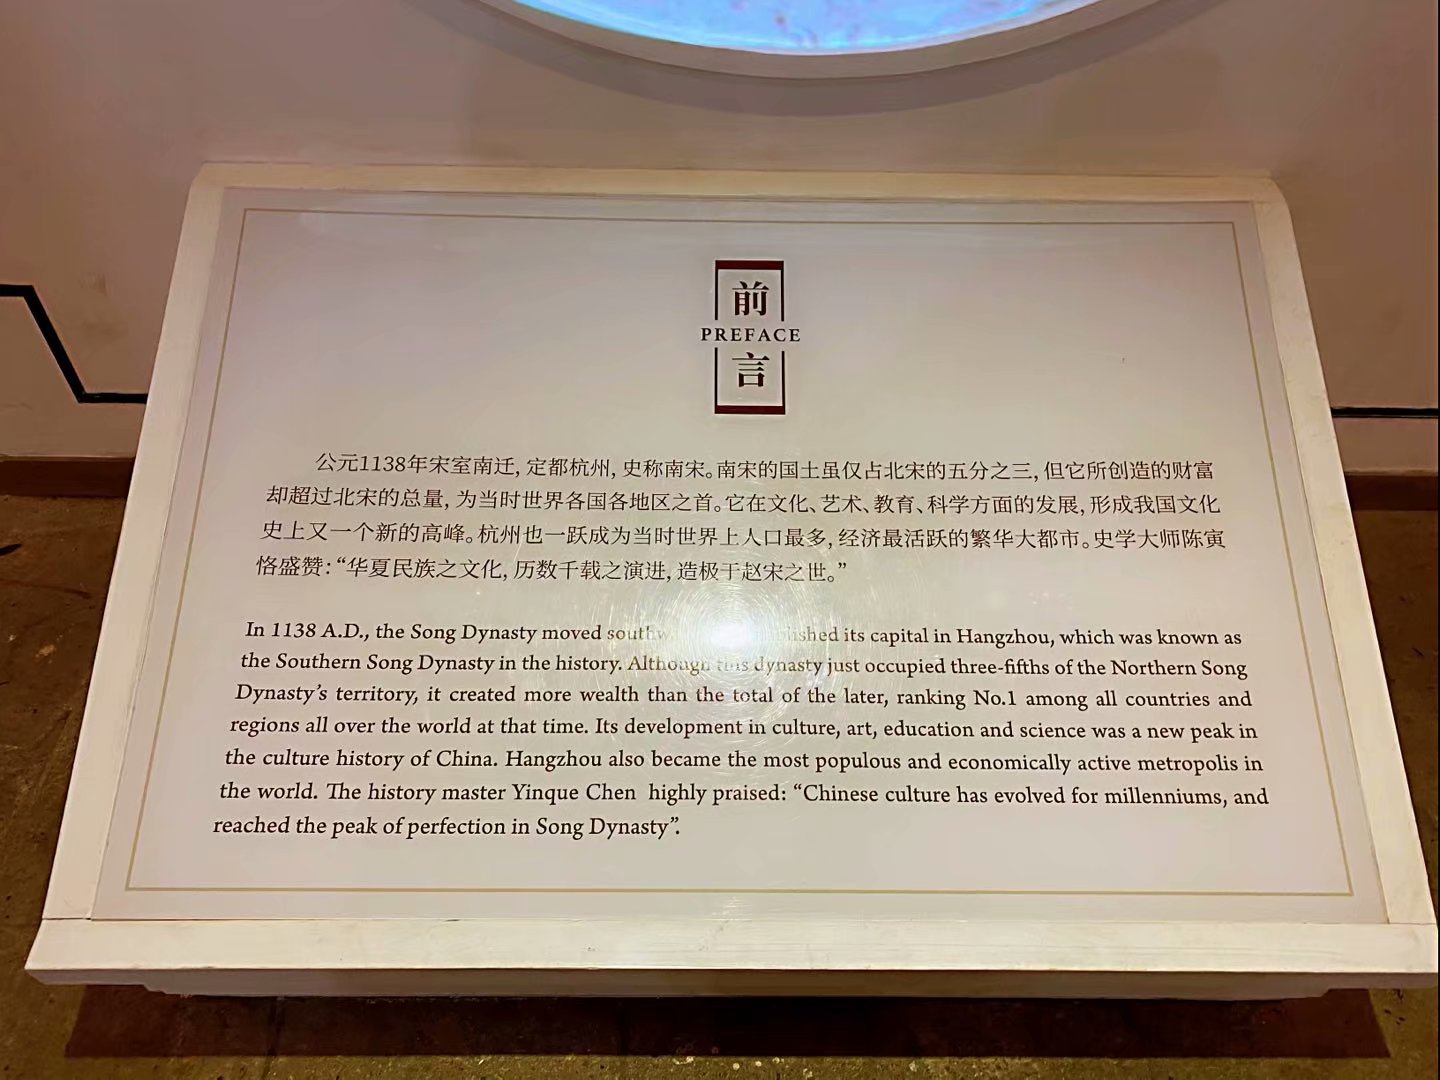 前
PREFACE
言
公元1138年宋室南迁，定都杭州，史称南宋。南宋的国土虽仅占北宋的五分之三，但它所创造的财富
却超过北宋的总量，为当时世界各国各地区之首。它在文化、艺术、教育、科学方面的发展，形成我国文化
史上又一个新的高峰。杭州也一跃成为当时世界上人口最多，经济最活跃的繁华大都市。史学大师陈寅
恪盛赞：“华夏民族之文化，历数千载之演进，造极于赵宋之世。”
In 1138 A.D., the Song Dynasty moved its capital in Hangzhou, which was known as
the Southern Song Dynasty in the history. Although this dynasty just occupied three-fifths of the Northern Song
Dynasty's territory, it created more wealth than the total of the later, ranking No.1 among all countries and
regions all over the world at that time. Its development in culture, art, education and science was a new peak in
the culture history of China. Hangzhou also became the most populous and economically active metropolis in
the world. The history master Yinque Chen highly praised: “Chinese culture has evolved for millenniums, and
reached the peak of perfection in Song Dynasty”.